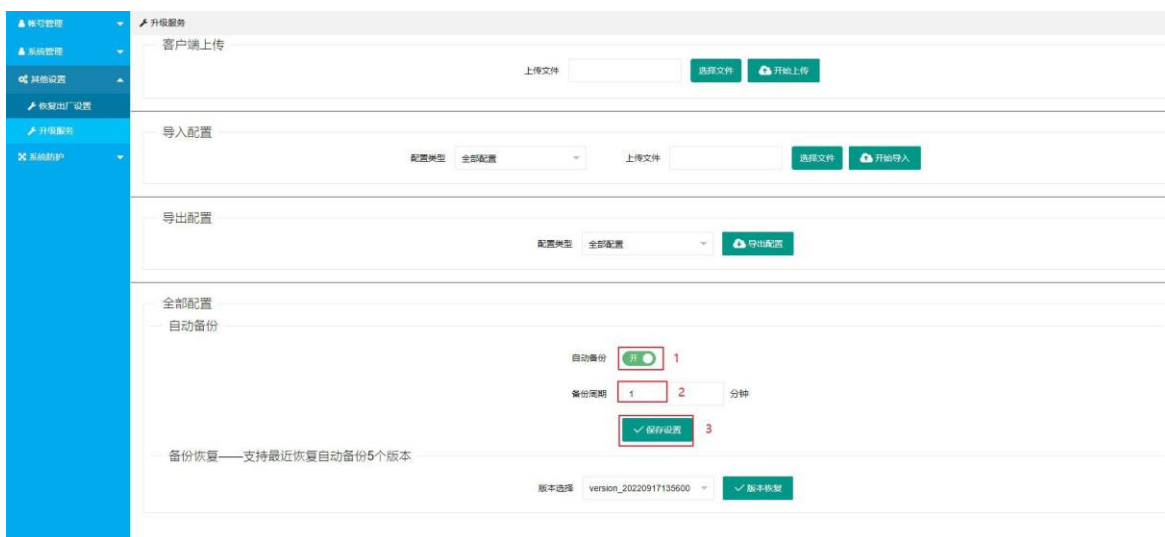 帐号管理
系统管理
其他设置
恢复出厂设置
升级服务
系统防护
升级服务
客户端上传
上传文件 选择文件 开始上传
导入配置
配置类型 全部配置 上传文件 选择文件 开始导入
导出配置
配置类型 全部配置 导出配置
全部配置
自动备份
自动备份 开 1
备份周期 1 2 分钟
保存设置 3
备份恢复——支持最近恢复自动备份5个版本
版本选择 version_20220917135600 版本恢复